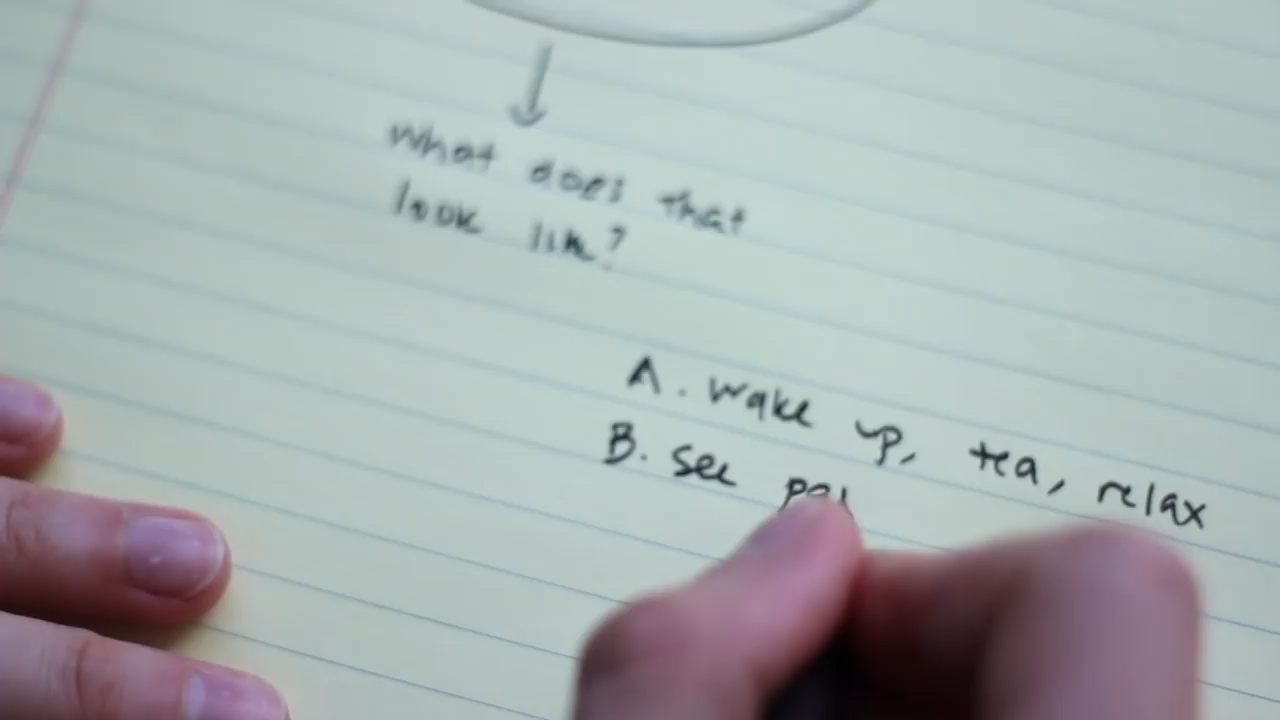 What does that
look like?
A. wake up, tea, relax
B. see